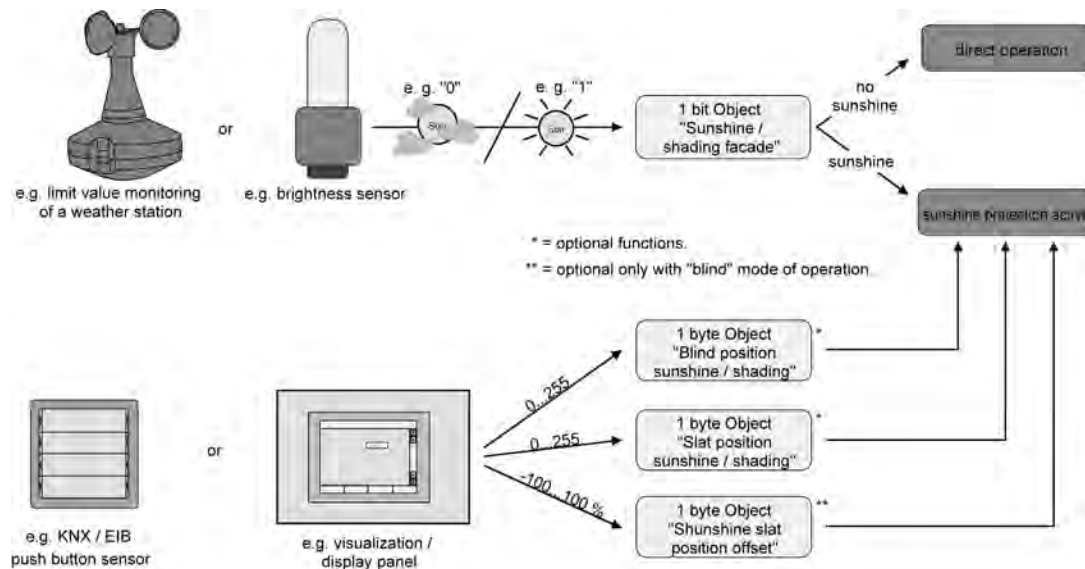 e. g. "0"
e. g. "1"
Sun
Sun
direct operation
no
sunshine
or
1 bit Object
"Sunshine /
shading facade"
sunshine
e.g. limit value monitoring
of a weather station
e.g. brightness sensor
sunshine protection active
* = optional functions.
** = optional only with "blind" mode of operation.
1 byte Object
"Blind position
sunshine / shading"
*
0...255
1 byte Object
"Slat position
sunshine / shading"
*
0...255
or
-100...100 %
1 byte Object
"Shunshine slat
position offset"
**
e.g. KNX / EIB
push button sensor
e.g. visualization /
display panel